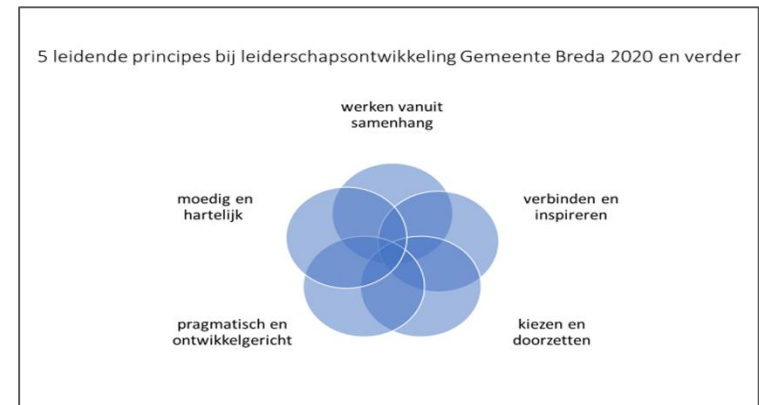 5 leidende principes bij leiderschapsontwikkeling Gemeente Breda 2020 en verder
werken vanuit
samenhang
verbinden en
inspireren
kiezen en
doorzetten
pragmatisch en
ontwikkelgericht
moedig en
hartelijk